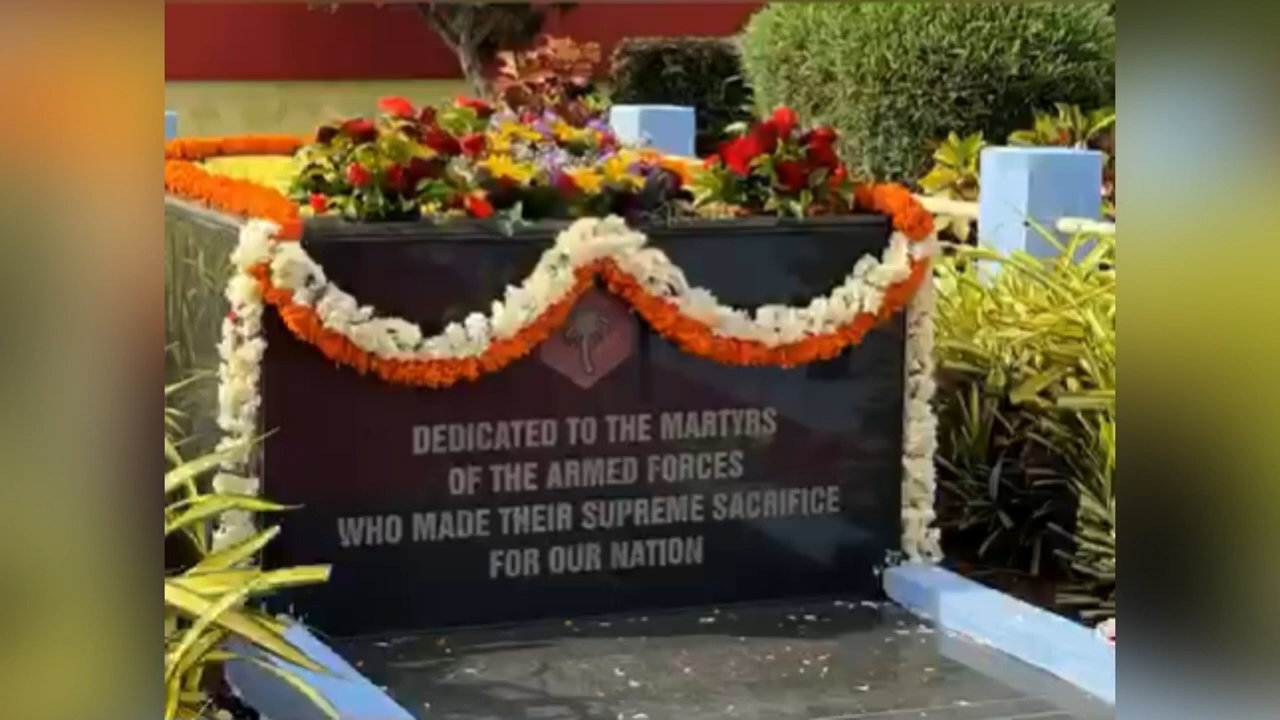 DEDICATED TO THE MARTYRS
OF THE ARMED FORCES
WHO MADE THEIR SUPREME SACRIFICE
FOR OUR NATION